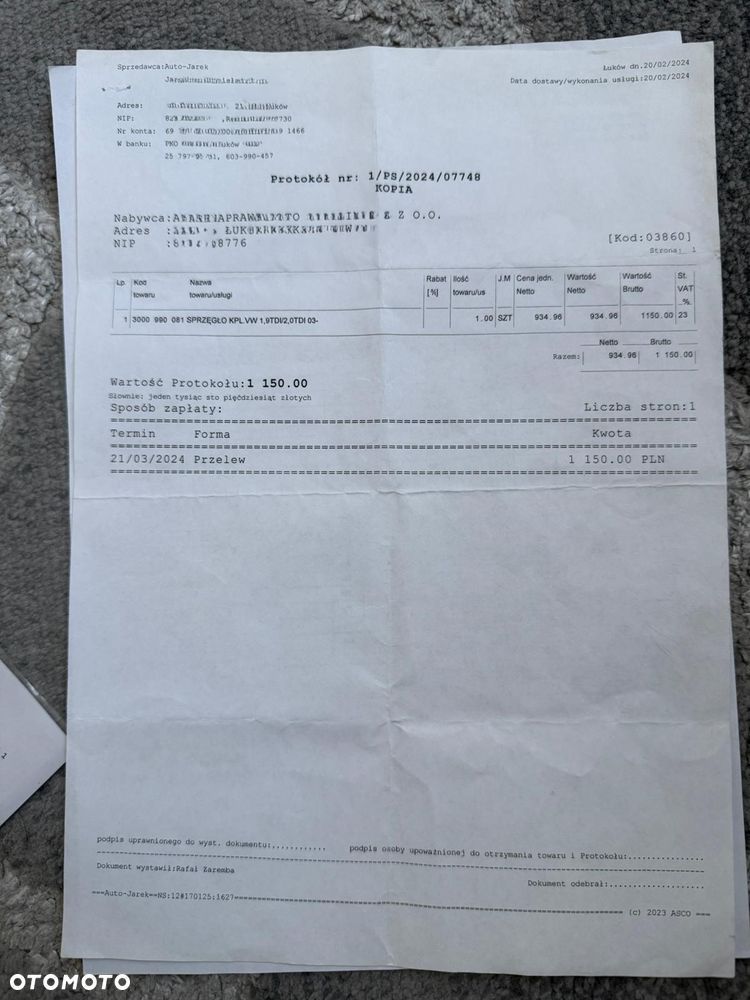 Sprzedawca:Auto-Jarek
Łuków dn.20/02/2024
Data dostawy/wykonania usługi:20/02/2024
Adres:
NIP:
Nr konta: 69 1466
W banku: PKO
603-990-457
Protokół nr: 1/PS/2024/07748
KOPIA
Nabywca: Z O.O.
Adres :
NIP : 8776
[Kod:03860]
Strona: 1
Lp. Kod towaru Nazwa towaru/usługi Rabat [%] Ilość towaru/us J.M Cena jedn. Netto Wartość Netto Wartość Brutto St. VAT %.
1 3000 990 081 SPRZĘGŁO KPL.VW 1,9TDI/2,0TDI 03- 1.00 SZT 934.96 934.96 1150.00 23
Netto Brutto
Razem: 934.96 1 150.00
Wartość Protokołu:1 150.00
Słownie: jeden tysiąc sto pięćdziesiąt złotych
Sposób zapłaty: Liczba stron:1
Termin Forma Kwota
21/03/2024 Przelew 1 150.00 PLN
podpis uprawnionego do wyst. dokumentu:............ podpis osoby upoważnionej do otrzymania towaru i Protokołu:................
Dokument wystawił:Rafał Zaremba
Dokument odebrał:....................
===Auto-Jarek==NS:12#170125:1627=== (c) 2023 ASCO ===
OTOMOTO